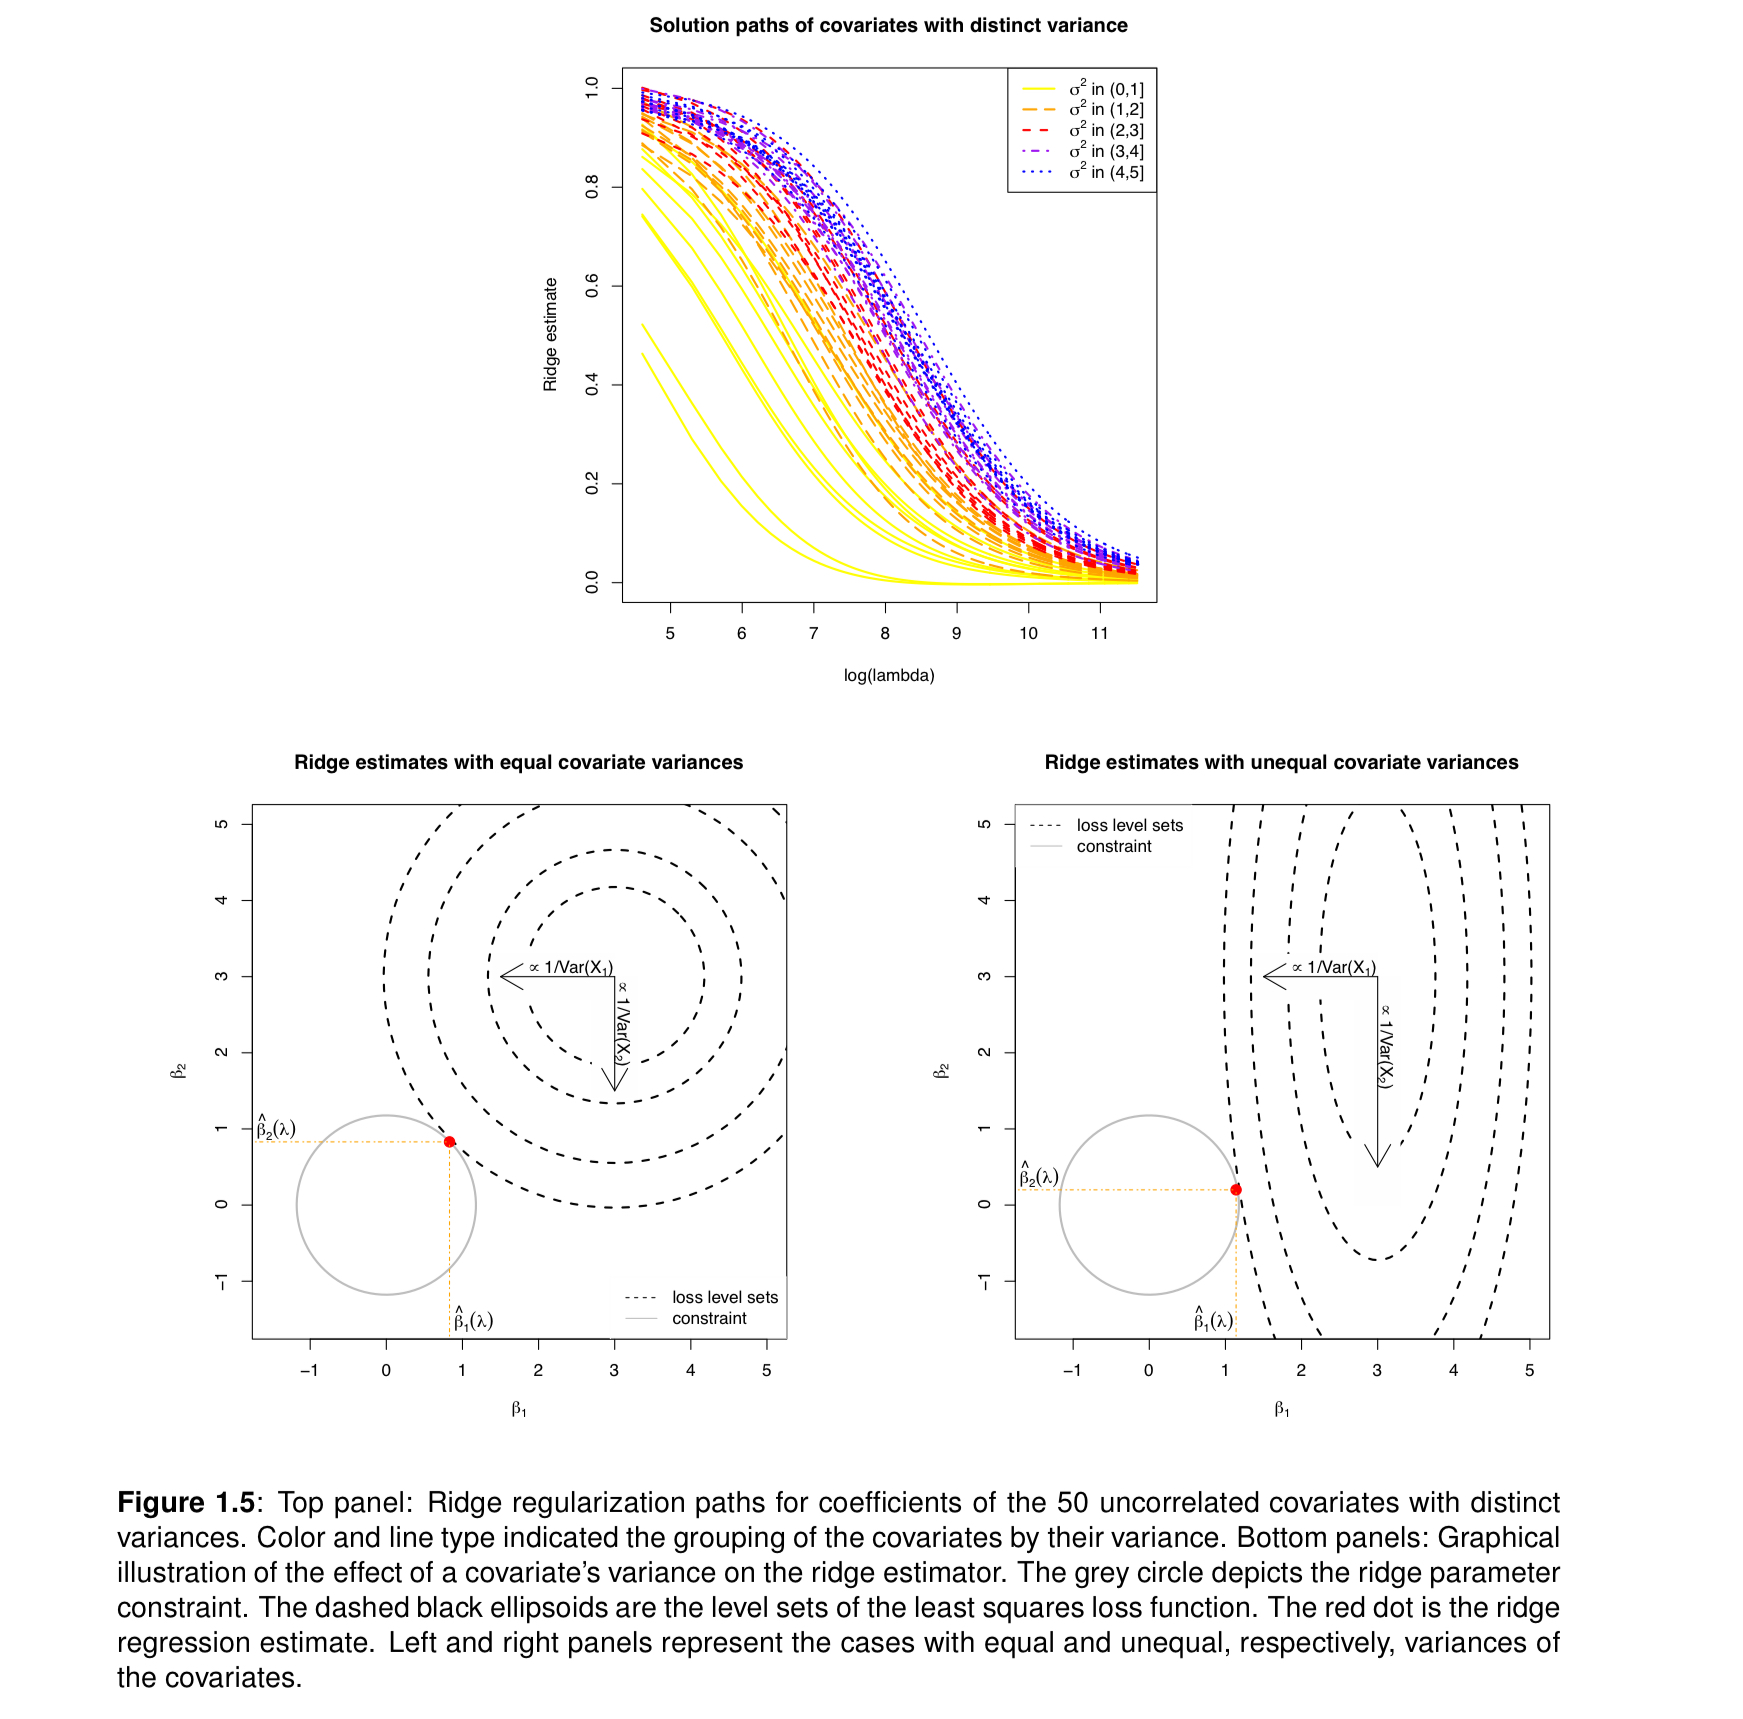 Solution paths of covariates with distinct variance
σ² in (0,1]
σ² in (1,2]
σ² in (2,3]
σ² in (3,4]
σ² in (4,5]
Ridge estimate
1.0
0.8
0.6
0.4
0.2
0.0
5 6 7 8 9 10 11
log(lambda)
Ridge estimates with equal covariate variances
5
4
3
2
1
0
−1
β₂
∝ 1/Var(X₁)
∝ 1/Var(X₂)
β̂₂(λ)
β̂₁(λ)
loss level sets
constraint
−1 0 1 2 3 4 5
β₁
Ridge estimates with unequal covariate variances
loss level sets
constraint
5
4
3
2
1
0
−1
β₂
∝ 1/Var(X₁)
∝ 1/Var(X₂)
β̂₂(λ)
β̂₁(λ)
−1 0 1 2 3 4 5
β₁
Figure 1.5: Top panel: Ridge regularization paths for coefficients of the 50 uncorrelated covariates with distinct
variances. Color and line type indicated the grouping of the covariates by their variance. Bottom panels: Graphical
illustration of the effect of a covariate's variance on the ridge estimator. The grey circle depicts the ridge parameter
constraint. The dashed black ellipsoids are the level sets of the least squares loss function. The red dot is the ridge
regression estimate. Left and right panels represent the cases with equal and unequal, respectively, variances of
the covariates.